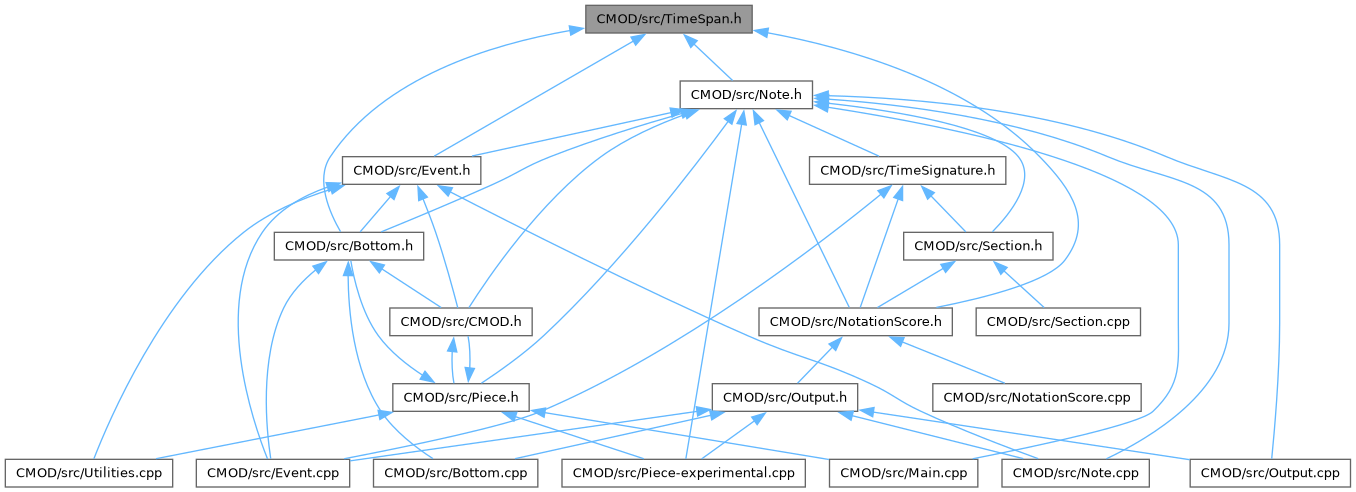 CMOD/src/TimeSpan.h
CMOD/src/Note.h
CMOD/src/Event.h
CMOD/src/TimeSignature.h
CMOD/src/Bottom.h
CMOD/src/Section.h
CMOD/src/CMOD.h
CMOD/src/NotationScore.h
CMOD/src/Section.cpp
CMOD/src/Piece.h
CMOD/src/Output.h
CMOD/src/NotationScore.cpp
CMOD/src/Utilities.cpp
CMOD/src/Event.cpp
CMOD/src/Bottom.cpp
CMOD/src/Piece-experimental.cpp
CMOD/src/Main.cpp
CMOD/src/Note.cpp
CMOD/src/Output.cpp